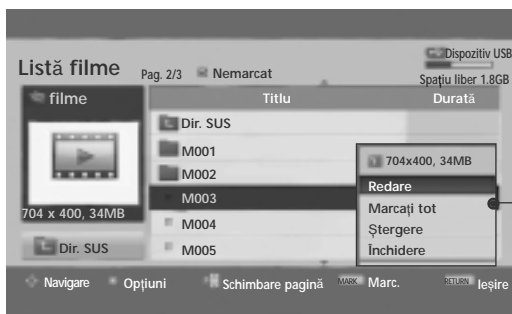 Dispozitiv USB
Listă filme
Pag. 2/3
Nemarcat
Spaţiu liber 1.8GB
filme
Titlu
Durată
Dir. SUS
M001
M002
M003
M004
M005
704 x 400, 34MB
Dir. SUS
704x400, 34MB
Redare
Marcaţi tot
Ştergere
Închidere
Navigare
Opţiuni
Schimbare pagină
MARK
Marc.
RETURN
Ieşire